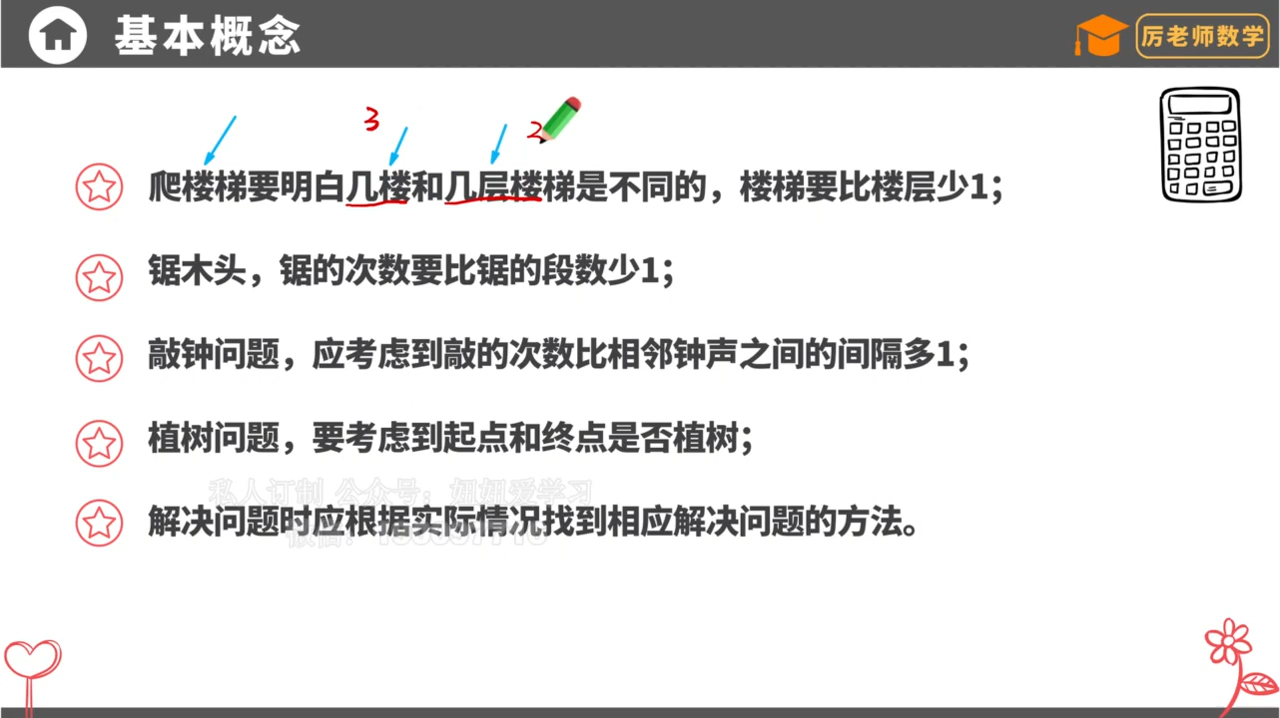 基本概念
厉老师数学
3
2
爬楼梯要明白几楼和几层楼梯是不同的，楼梯要比楼层少1；
锯木头，锯的次数要比锯的段数少1；
敲钟问题，应考虑到敲的次数比相邻钟声之间的间隔多1；
植树问题，要考虑到起点和终点是否植树；
私人订制 公众号：妞妞爱学习
解决问题时应根据实际情况找到相应解决问题的方法。